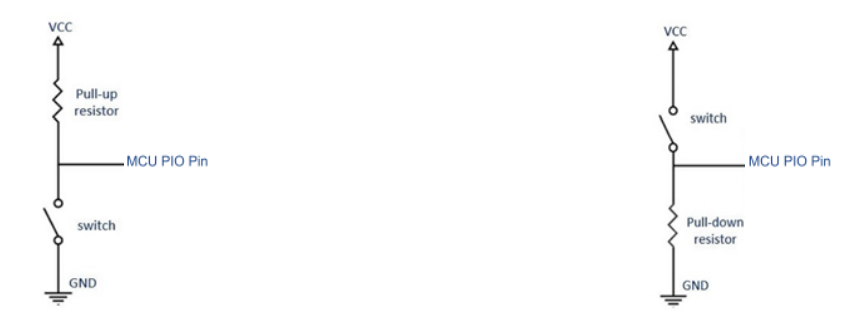 VCC
Pull-up
resistor
MCU PIO Pin
switch
GND
VCC
switch
MCU PIO Pin
Pull-down
resistor
GND